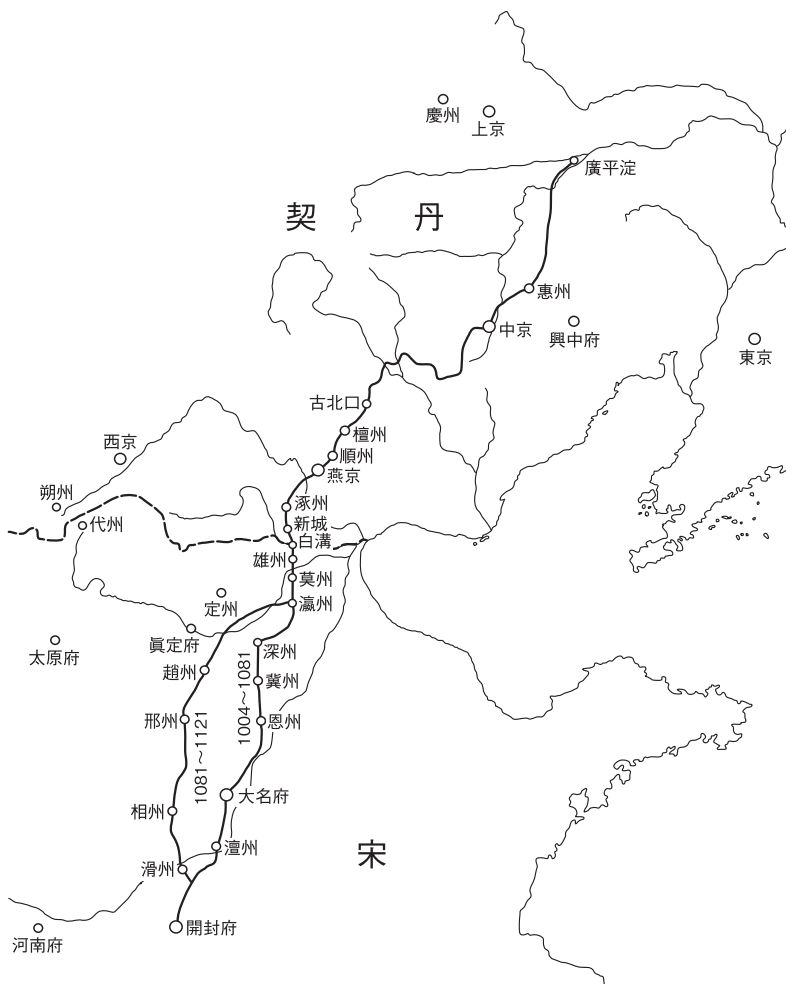 慶州
上京
廣平淀
契丹
惠州
中京
興中府
東京
古北口
檀州
西京
順州
燕京
朔州
涿州
代州
新城
白溝
雄州
莫州
定州
瀛州
眞定府
太原府
深州
趙州
冀州
1004～1081
邢州
恩州
1081～1121
大名府
相州
澶州
宋
滑州
開封府
河南府